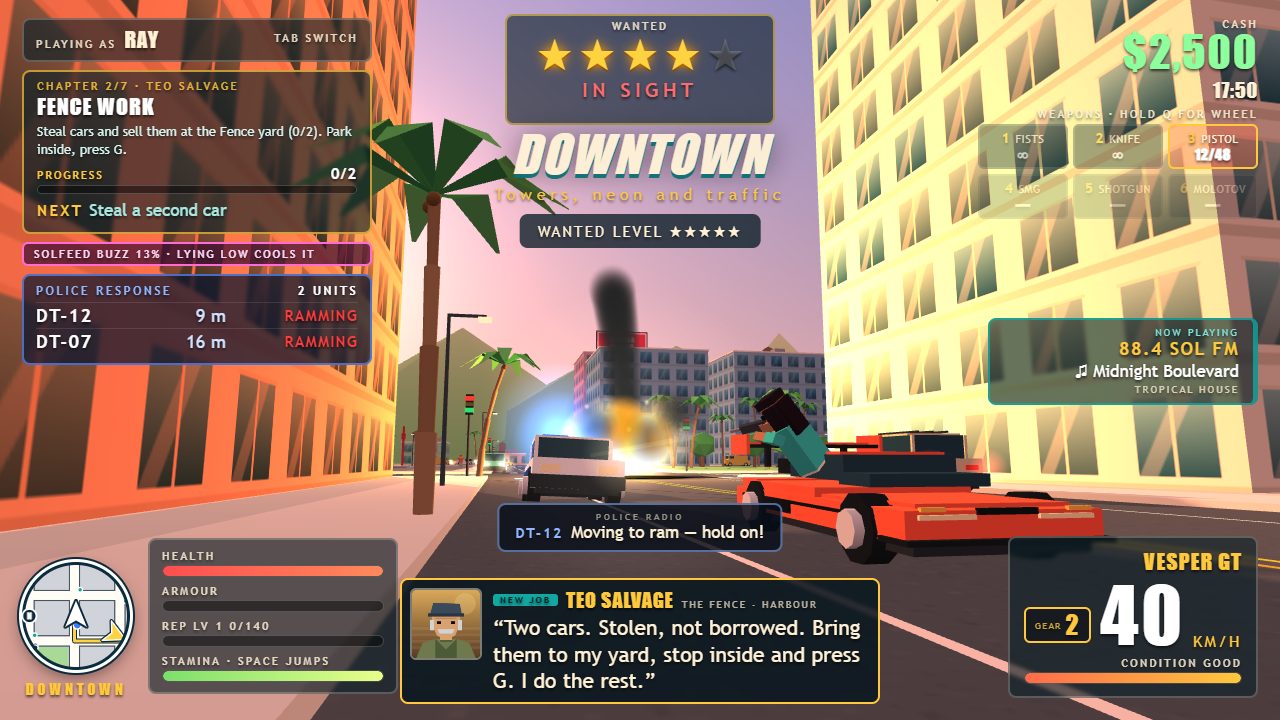 PLAYING AS RAY TAB SWITCH
CHAPTER 2/7 · TEO SALVAGE
FENCE WORK
Steal cars and sell them at the Fence yard (0/2). Park
inside, press G.
PROGRESS 0/2
NEXT Steal a second car
SOLFEED BUZZ 13% · LYING LOW COOLS IT
POLICE RESPONSE 2 UNITS
DT-12 9 m RAMMING
DT-07 16 m RAMMING
WANTED
IN SIGHT
DOWNTOWN
Towers, neon and traffic
WANTED LEVEL ★★★★★
CASH
$2,500
17:50
WEAPONS · HOLD Q FOR WHEEL
1 FISTS 2 KNIFE 3 PISTOL
∞ ∞ 12/48
4 SMG 5 SHOTGUN 6 MOLOTOV
— — —
NOW PLAYING
88.4 SOL FM
♫ Midnight Boulevard
TROPICAL HOUSE
POLICE RADIO
DT-12 Moving to ram — hold on!
HEALTH
ARMOUR
REP LV 1 0/140
STAMINA · SPACE JUMPS
DOWNTOWN
NEW JOB TEO SALVAGE THE FENCE · HARBOUR
“Two cars. Stolen, not borrowed. Bring
them to my yard, stop inside and press
G. I do the rest.”
VESPER GT
GEAR 2 40 KM/H
CONDITION GOOD